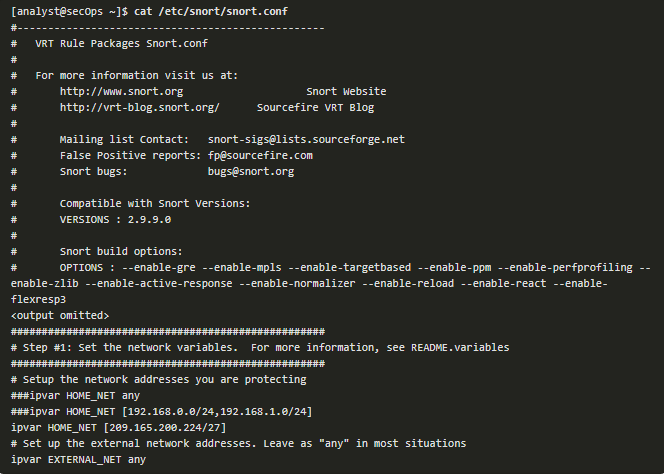 [analyst@secOps ~]$ cat /etc/snort/snort.conf
#---------------------------------------------------
#   VRT Rule Packages Snort.conf
#
#   For more information visit us at:
#       http://www.snort.org                    Snort Website
#       http://vrt-blog.snort.org/      Sourcefire VRT Blog
#
#       Mailing list Contact:   snort-sigs@lists.sourceforge.net
#       False Positive reports: fp@sourcefire.com
#       Snort bugs:             bugs@snort.org
#
#       Compatible with Snort Versions:
#       VERSIONS : 2.9.9.0
#
#       Snort build options:
#       OPTIONS : --enable-gre --enable-mpls --enable-targetbased --enable-ppm --enable-perfprofiling --
enable-zlib --enable-active-response --enable-normalizer --enable-reload --enable-react --enable-
flexresp3
<output omitted>
####################################################
# Step #1: Set the network variables.  For more information, see README.variables
####################################################
# Setup the network addresses you are protecting
###ipvar HOME_NET any
###ipvar HOME_NET [192.168.0.0/24,192.168.1.0/24]
ipvar HOME_NET [209.165.200.224/27]
# Set up the external network addresses. Leave as "any" in most situations
ipvar EXTERNAL_NET any